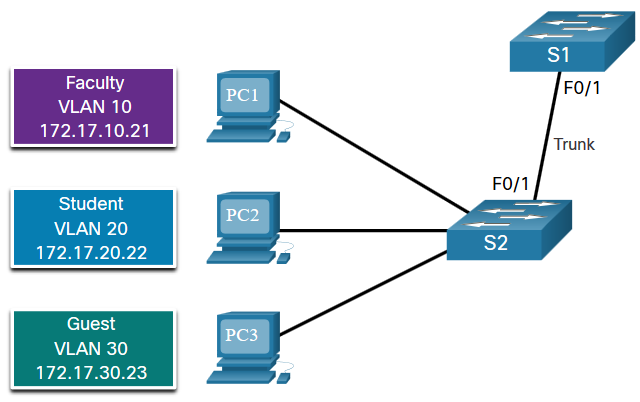 Faculty
VLAN 10
172.17.10.21
PC1
S1
F0/1
Trunk
Student
VLAN 20
172.17.20.22
PC2
F0/1
S2
Guest
VLAN 30
172.17.30.23
PC3